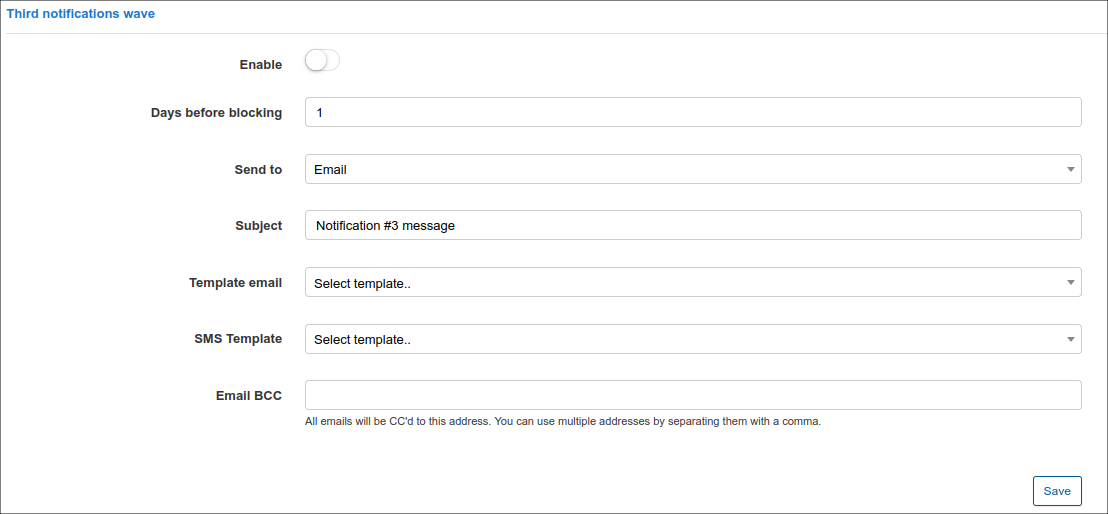 Third notifications wave
Enable
Days before blocking 1
Send to Email
Subject Notification #3 message
Template email Select template..
SMS Template Select template..
Email BCC
All emails will be CC'd to this address. You can use multiple addresses by separating them with a comma.
Save